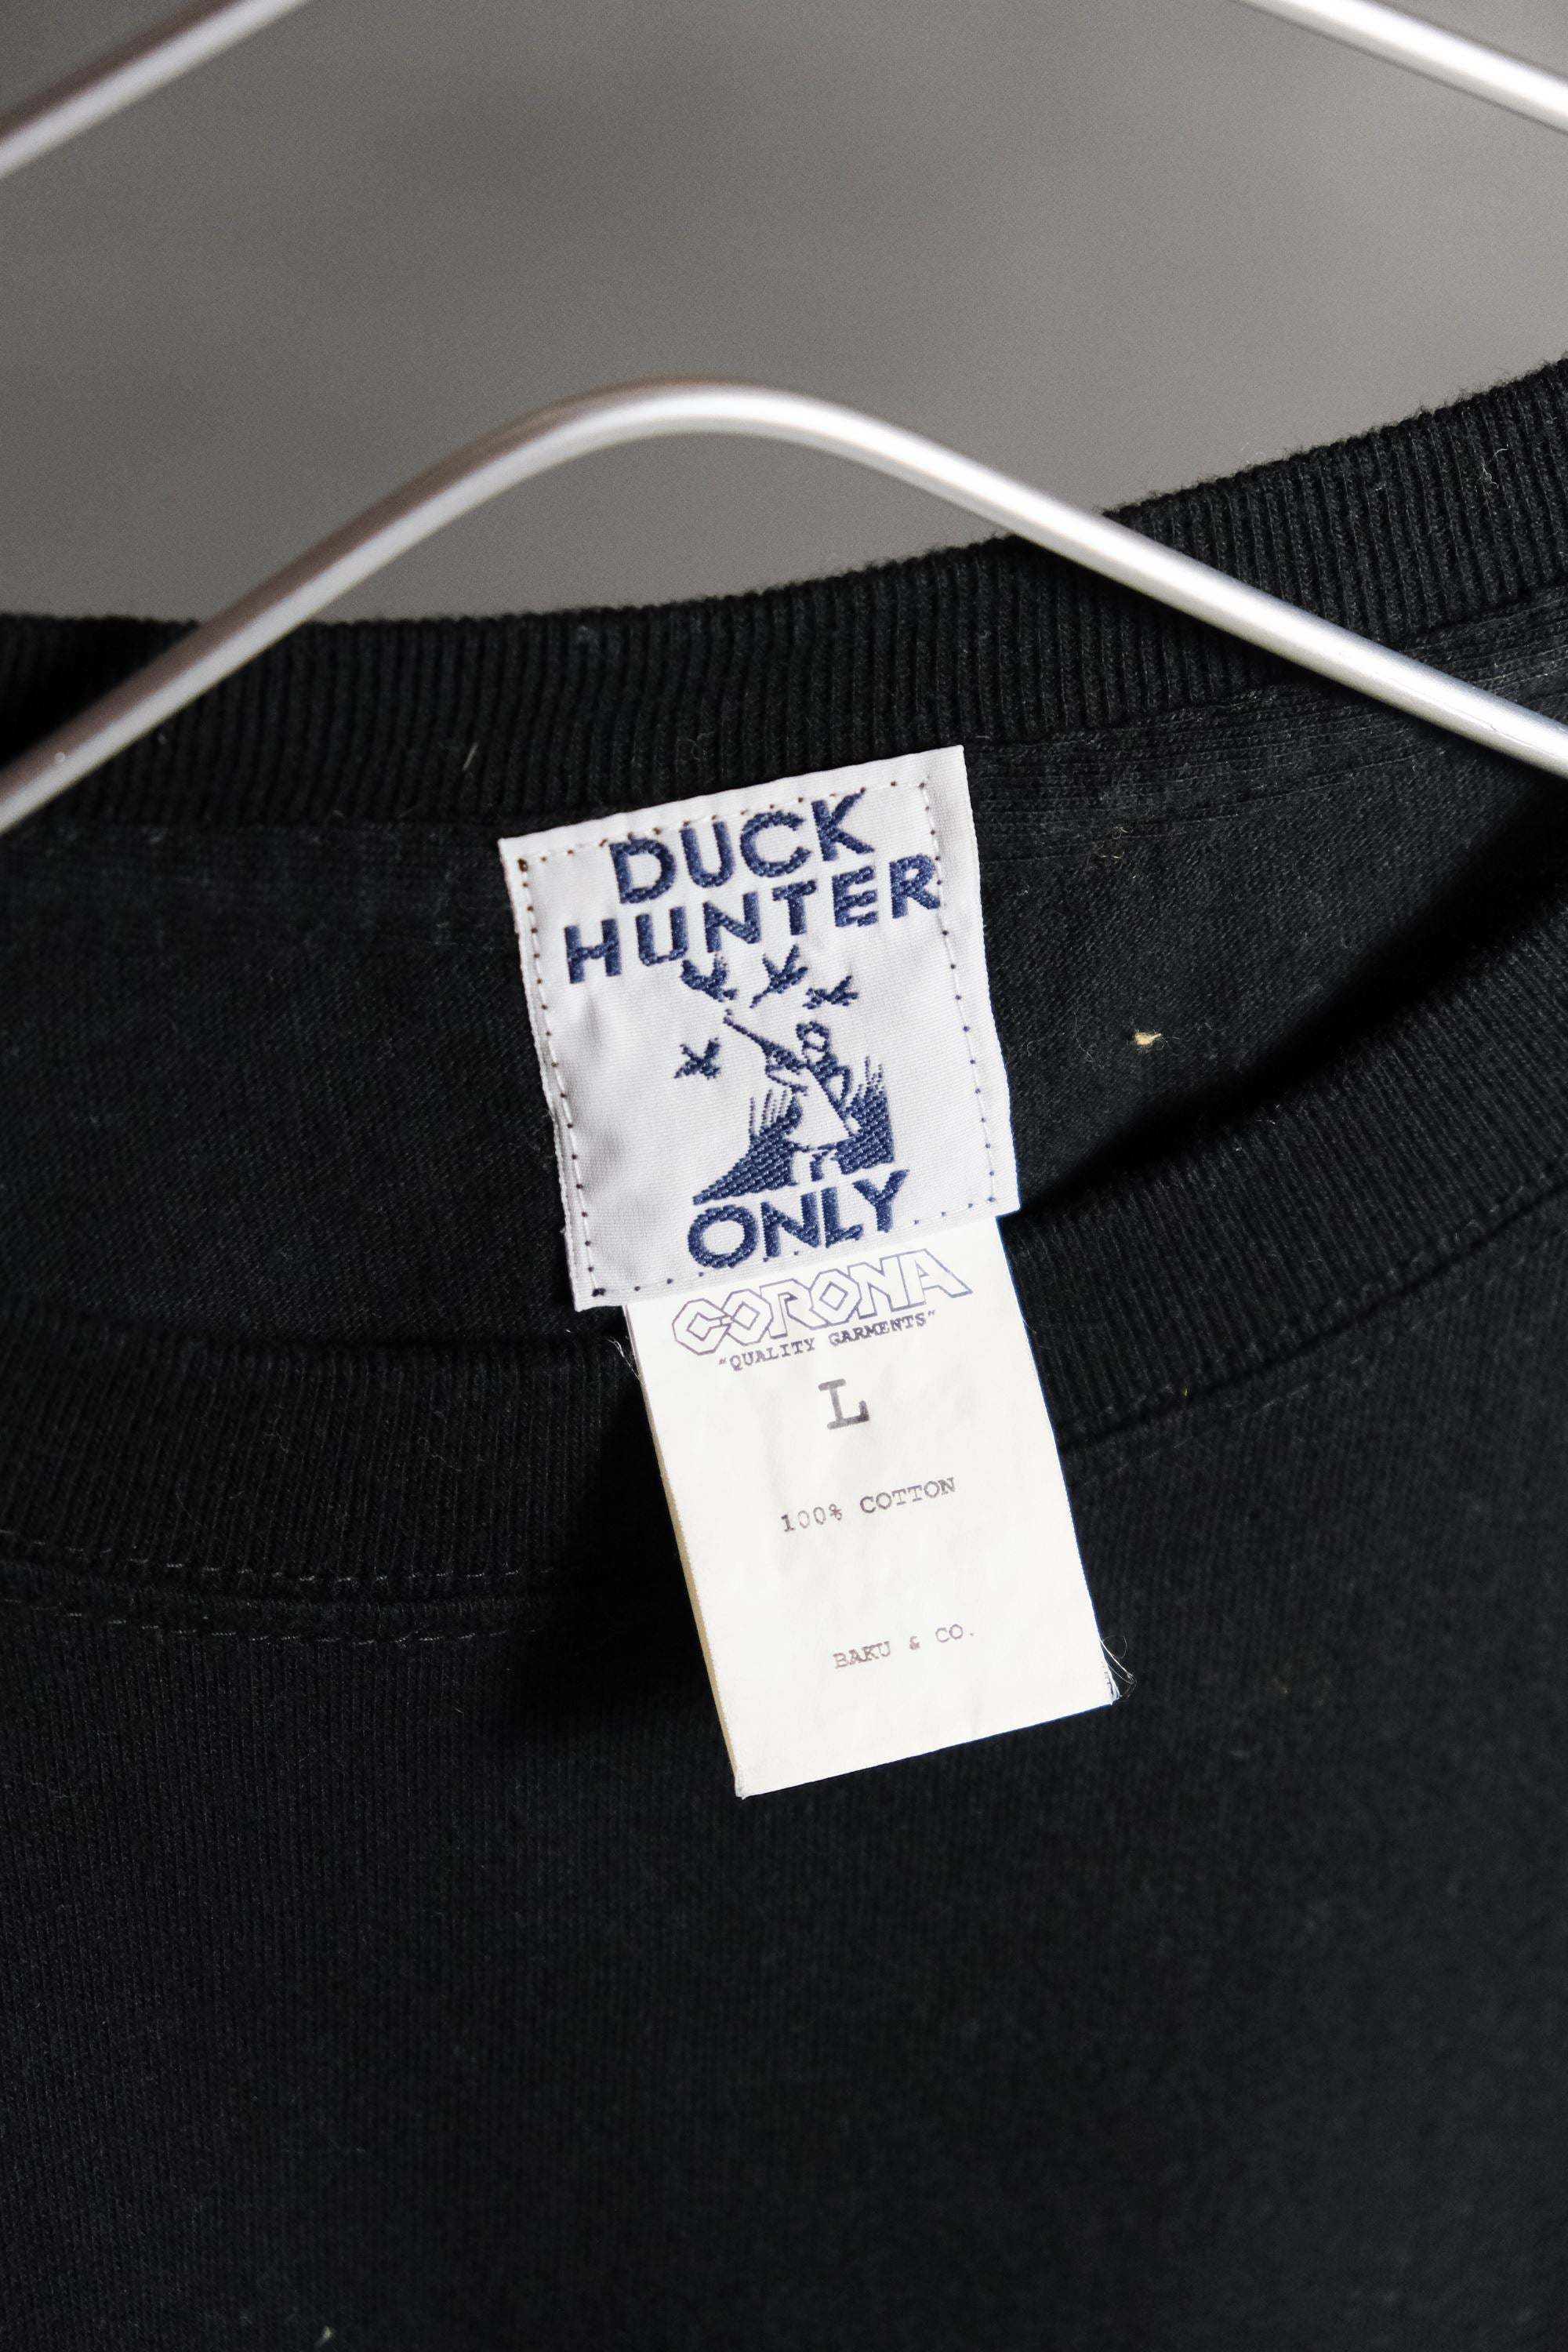 DUCK
HUNTER
ONLY
CORONA
"QUALITY GARMENTS"
L
100% COTTON
BAKU & CO.